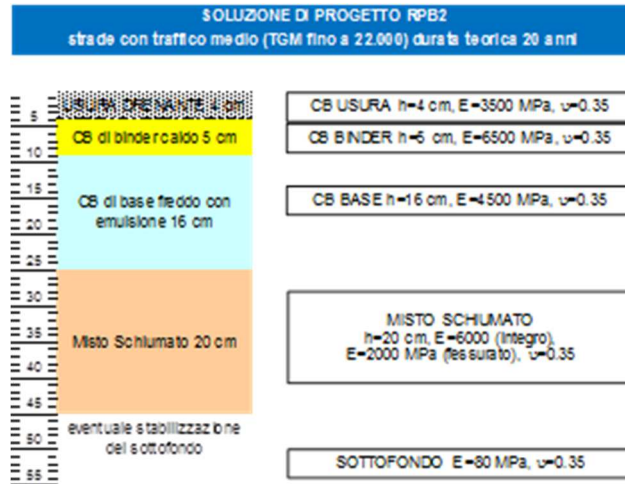 SOLUZIONE DI PROGETTO RPB2
strade con traffico medio (TGM fino a 22.000) durata teorica 20 anni
USURA DRENANTE 4 cm
CB USURA h=4 cm, E=3500 MPa, υ=0.35
5
CB di binder caldo 5 cm
CB BINDER h=5 cm, E=6500 MPa, υ=0.35
10
15
CB di base freddo con
emulsione 16 cm
CB BASE h=16 cm, E=4500 MPa, υ=0.35
20
25
30
35
Misto Schiumato 20 cm
MISTO SCHIUMATO
h=20 cm, E=6000 (integro),
E=2000 MPa (fessurato), υ=0.35
40
45
eventuale stabilizzazione
del sottofondo
50
SOTTOFONDO E=80 MPa, υ=0.35
55